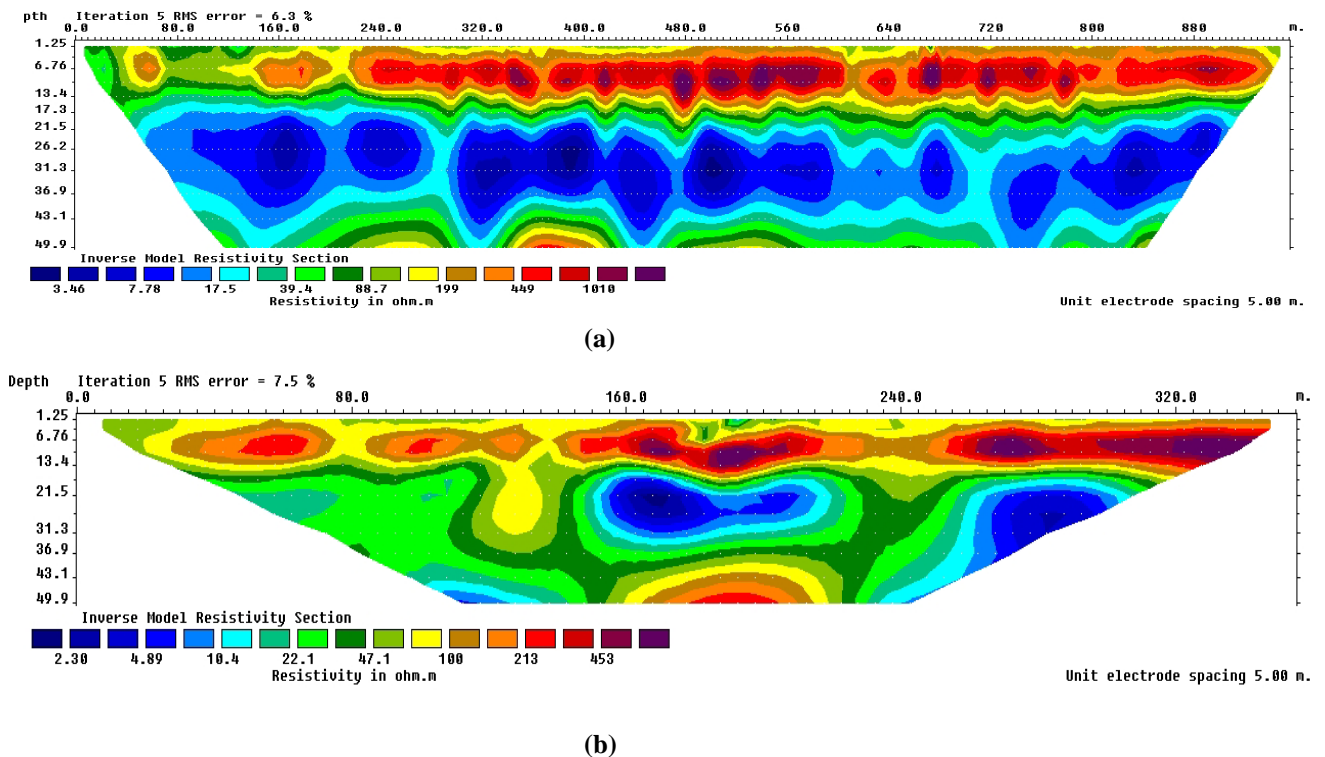 pth Iteration 5 RMS error = 6.3 %
0.0 80.0 160.0 240.0 320.0 400.0 480.0 560 640 720 800 880 m.
1.25
6.76
13.4
17.3
21.5
26.2
31.3
36.9
43.1
49.9
Inverse Model Resistivity Section
3.46 7.78 17.5 39.4 88.7 199 449 1010
Resistivity in ohm.m
Unit electrode spacing 5.00 m.
(a)
Depth Iteration 5 RMS error = 7.5 %
0.0 80.0 160.0 240.0 320.0 m.
1.25
6.76
13.4
21.5
31.3
36.9
43.1
49.9
Inverse Model Resistivity Section
2.30 4.89 10.4 22.1 47.1 100 213 453
Resistivity in ohm.m
Unit electrode spacing 5.00 m.
(b)